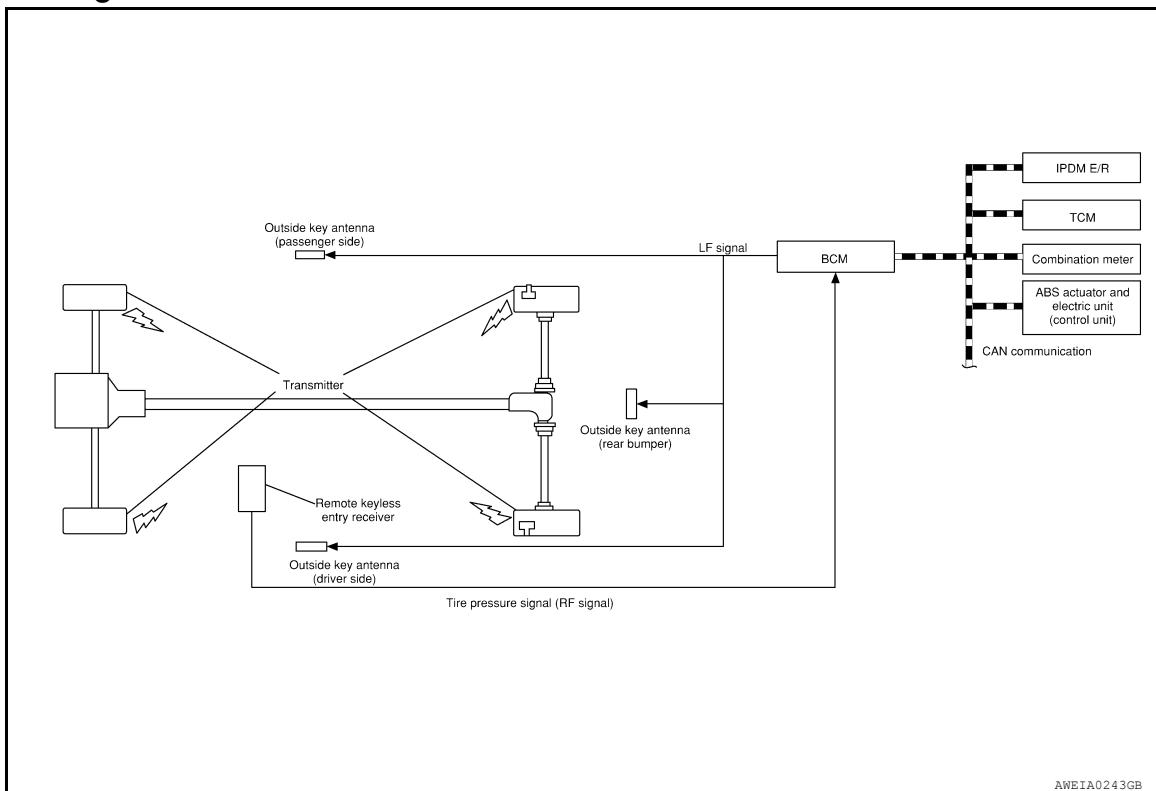 IPDM E/R
TCM
Outside key antenna
(passenger side)
LF signal
BCM
Combination meter
ABS actuator and
electric unit
(control unit)
CAN communication
Transmitter
Outside key antenna
(rear bumper)
Remote keyless
entry receiver
Outside key antenna
(driver side)
Tire pressure signal (RF signal)
AWEIA0243GB